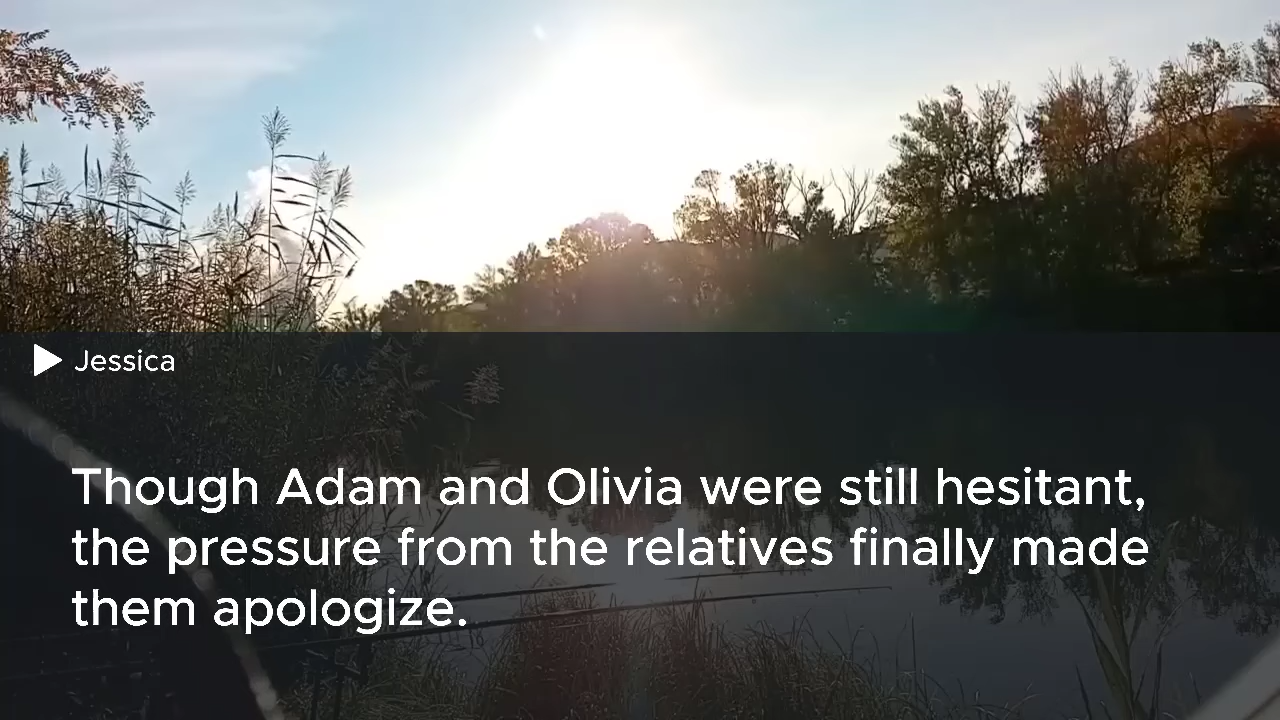 Jessica
Though Adam and Olivia were still hesitant,
the pressure from the relatives finally made
them apologize.